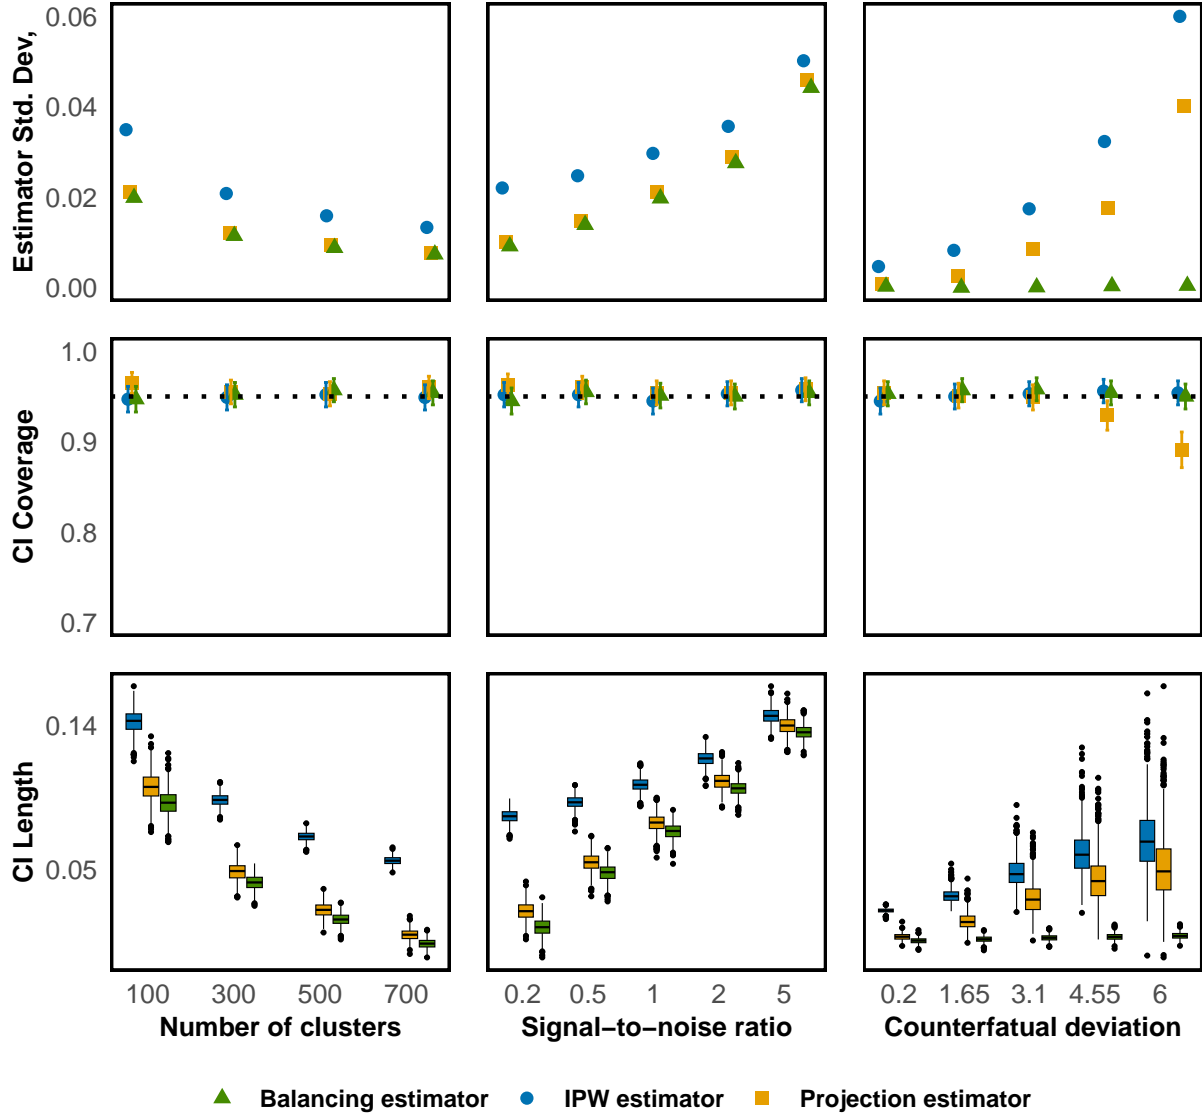 Estimator Std. Dev,
0.06
0.04
0.02
0.00
CI Coverage
1.0
0.9
0.8
0.7
CI Length
0.14
0.05
100 300 500 700
Number of clusters
0.2 0.5 1 2 5
Signal−to−noise ratio
0.2 1.65 3.1 4.55 6
Counterfatual deviation
Balancing estimator IPW estimator Projection estimator